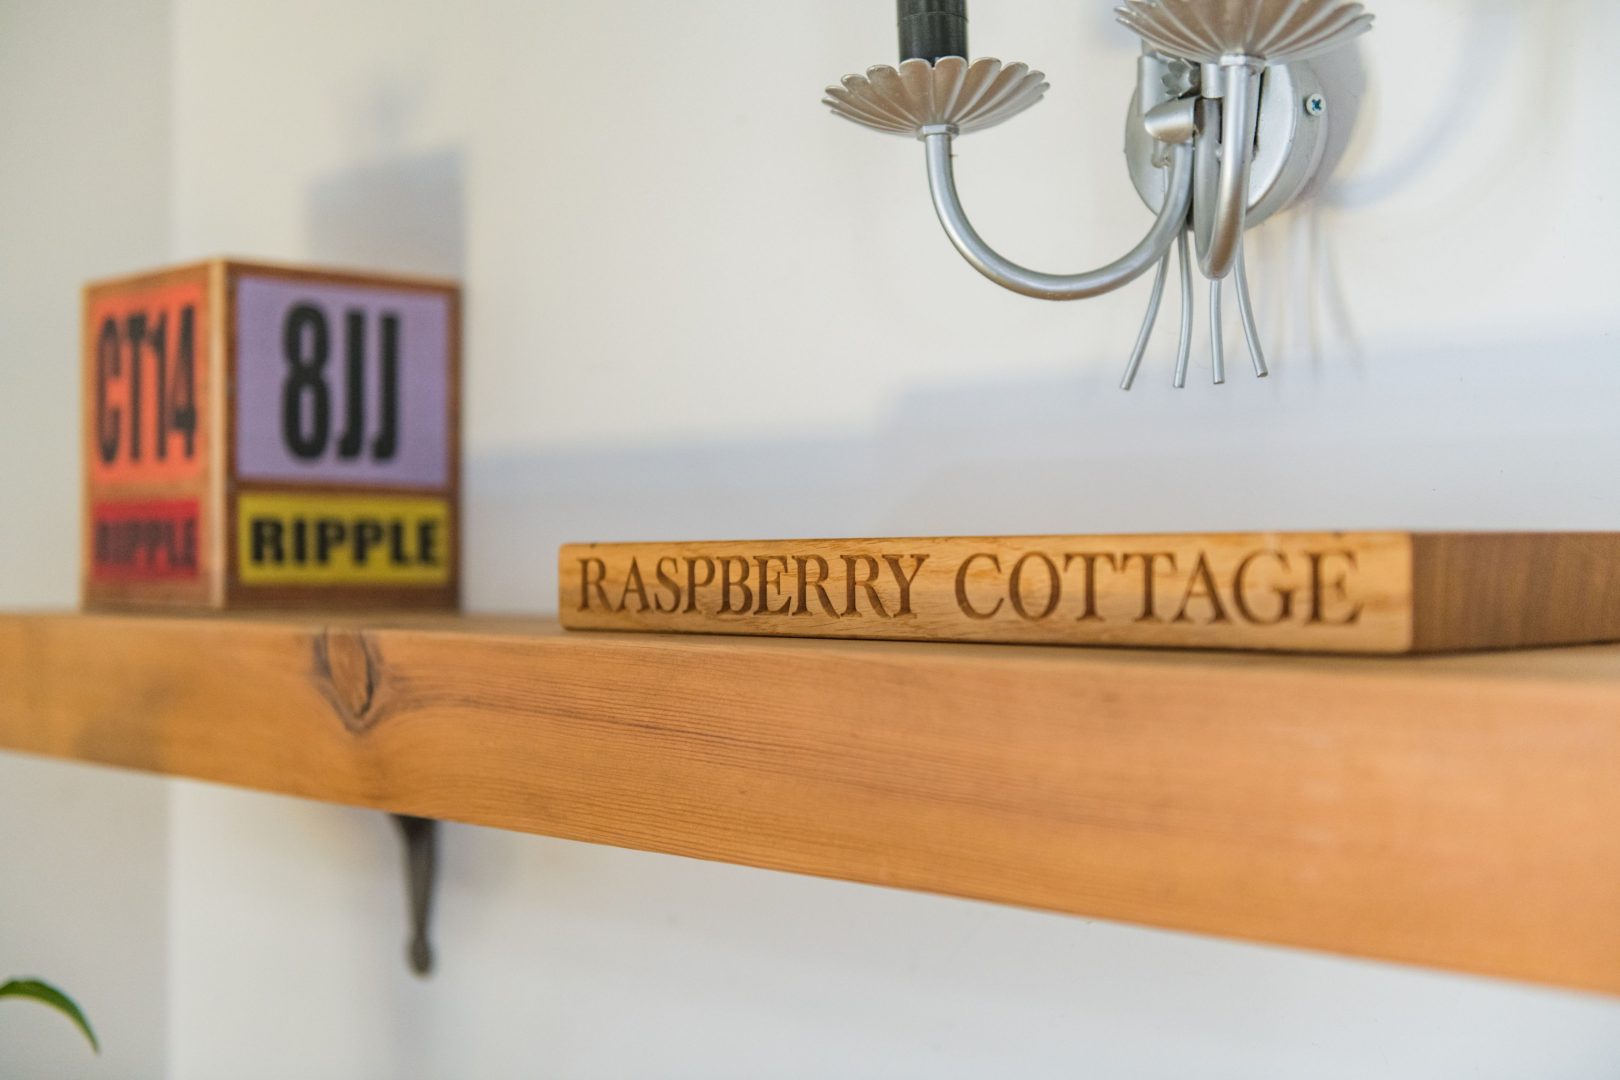 CT14
RIPPLE
8JJ
RIPPLE
RASPBERRY COTTAGE